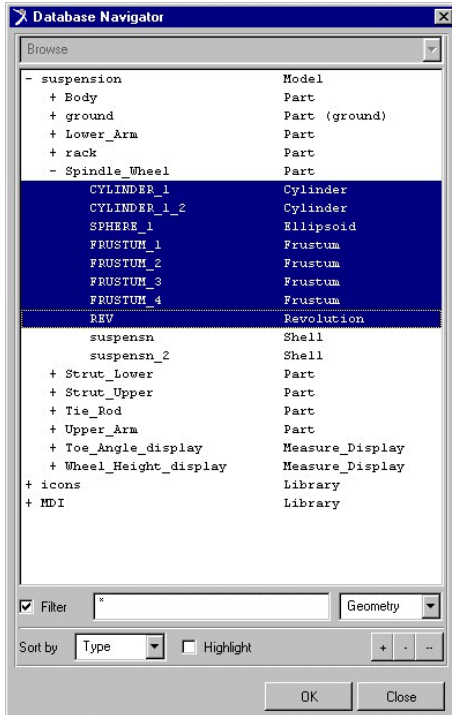 Database Navigator
Browse
- suspension Model
+ Body Part
+ ground Part (ground)
+ Lower_Arm Part
+ rack Part
- Spindle_Wheel Part
CYLINDER_1 Cylinder
CYLINDER_1_2 Cylinder
SPHERE_1 Ellipsoid
FRUSTUM_1 Frustum
FRUSTUM_2 Frustum
FRUSTUM_3 Frustum
FRUSTUM_4 Frustum
REV Revolution
suspensn Shell
suspensn_2 Shell
+ Strut_Lower Part
+ Strut_Upper Part
+ Tie_Rod Part
+ Upper_Arm Part
+ Toe_Angle_display Measure_Display
+ Wheel_Height_display Measure_Display
+ icons Library
+ MDI Library
Filter * Geometry
Sort by Type Highlight + - --
OK Close